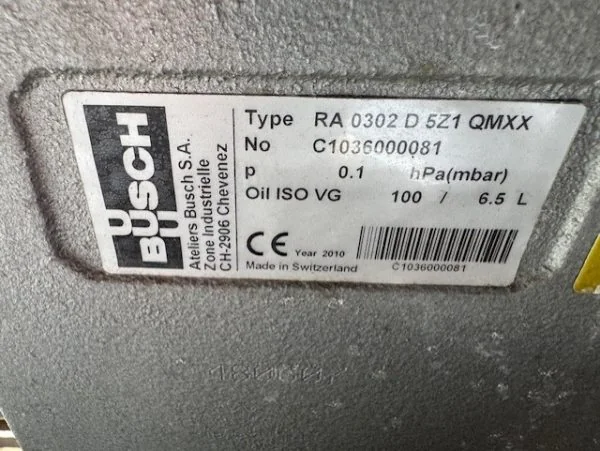 BUSCH
Ateliers Busch S.A.
Zone Industrielle
CH-2906 Chevenez
Type RA 0302 D 5Z1 QMXX
No C1036000081
p 0.1 hPa(mbar)
Oil ISO VG 100 / 6.5 L
CE Year 2010
Made in Switzerland
C1036000081